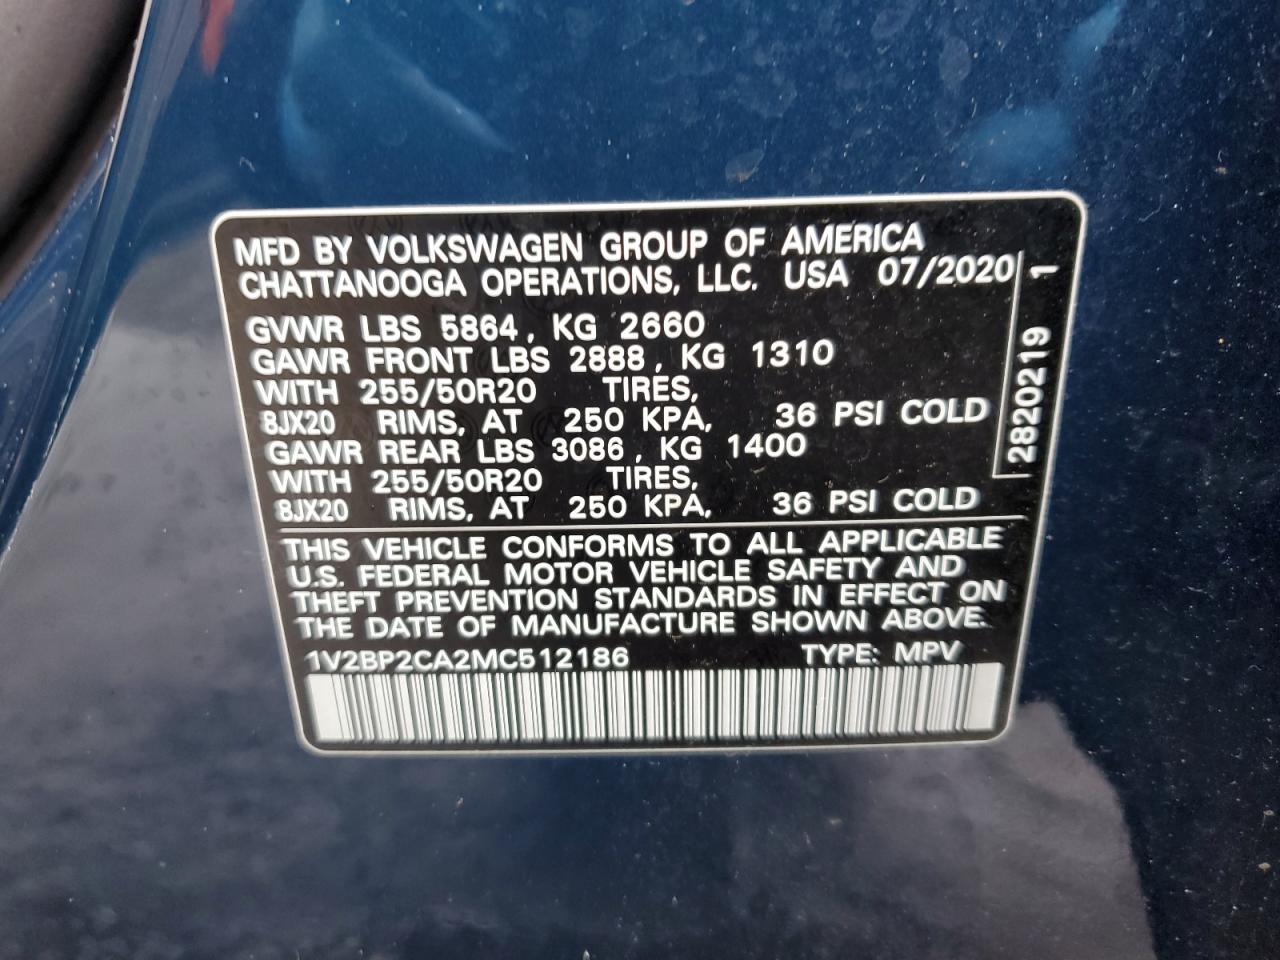 MFD BY VOLKSWAGEN GROUP OF AMERICA
CHATTANOOGA OPERATIONS, LLC. USA 07/2020
GVWR LBS 5864, KG 2660
GAWR FRONT LBS 2888, KG 1310
WITH 255/50R20 TIRES,
8JX20 RIMS, AT 250 KPA, 36 PSI COLD
GAWR REAR LBS 3086, KG 1400
WITH 255/50R20 TIRES,
8JX20 RIMS, AT 250 KPA, 36 PSI COLD
THIS VEHICLE CONFORMS TO ALL APPLICABLE
U.S. FEDERAL MOTOR VEHICLE SAFETY AND
THEFT PREVENTION STANDARDS IN EFFECT ON
THE DATE OF MANUFACTURE SHOWN ABOVE.
1V2BP2CA2MC512186 TYPE: MPV
28202191 1